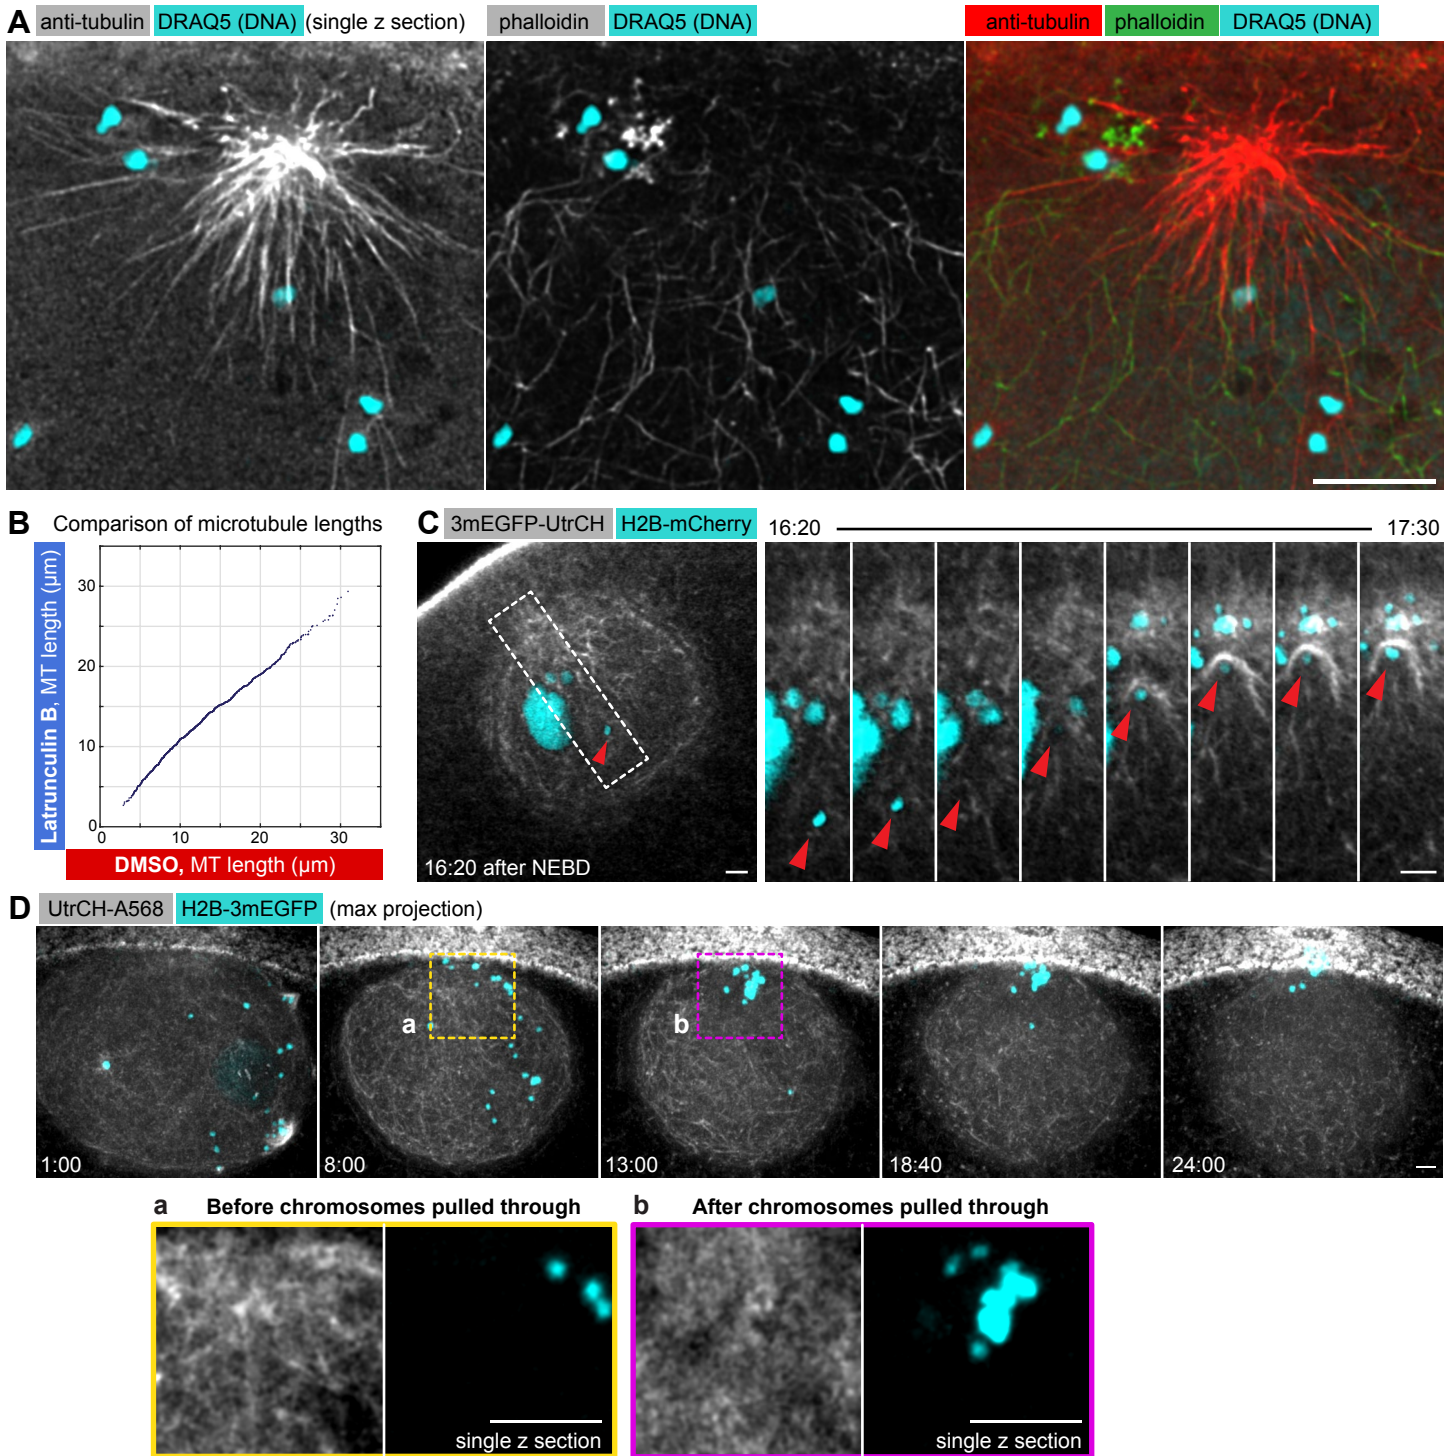 A anti-tubulin DRAQ5 (DNA) (single z section) phalloidin DRAQ5 (DNA) anti-tubulin phalloidin DRAQ5 (DNA)
B Comparison of microtubule lengths
Latrunculin B, MT length (µm)
30
20
10
0
0 10 20 30
DMSO, MT length (µm)
C 3mEGFP-UtrCH H2B-mCherry 16:20 17:30
16:20 after NEBD
D UtrCH-A568 H2B-3mEGFP (max projection)
a b
1:00 8:00 13:00 18:40 24:00
a Before chromosomes pulled through
single z section
b After chromosomes pulled through
single z section